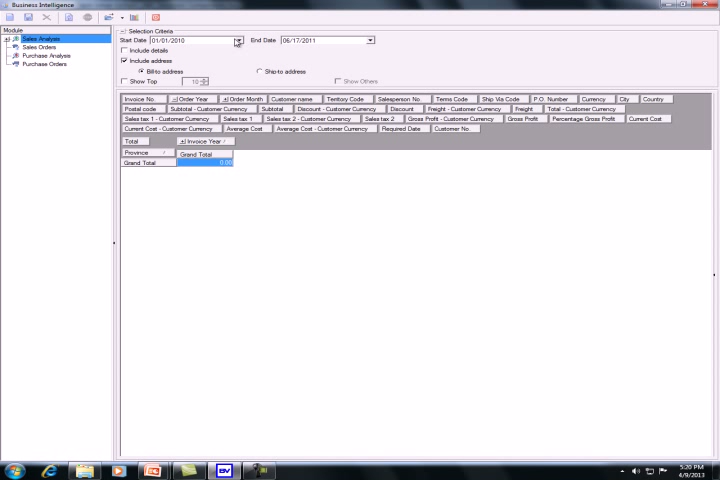 Business Intelligence
Module
Sales Analysis
Sales Orders
Purchase Analysis
Purchase Orders
Selection Criteria
Start Date 01/01/2010 End Date 06/17/2011
Include details
Include address
Bill-to address Ship-to address
Show Top 10 Show Others
Invoice No. Order Year Order Month Customer name Territory Code Salesperson No. Terms Code Ship Via Code P.O. Number Currency City Country
Postal code Subtotal - Customer Currency Subtotal Discount - Customer Currency Discount Freight - Customer Currency Freight Total - Customer Currency
Sales tax 1 - Customer Currency Sales tax 1 Sales tax 2 - Customer Currency Sales tax 2 Gross Profit - Customer Currency Gross Profit Percentage Gross Profit Current Cost
Current Cost - Customer Currency Average Cost Average Cost - Customer Currency Required Date Customer No.
Total Invoice Year
Province Grand Total
Grand Total 0.00
BV
5:20 PM
4/9/2013